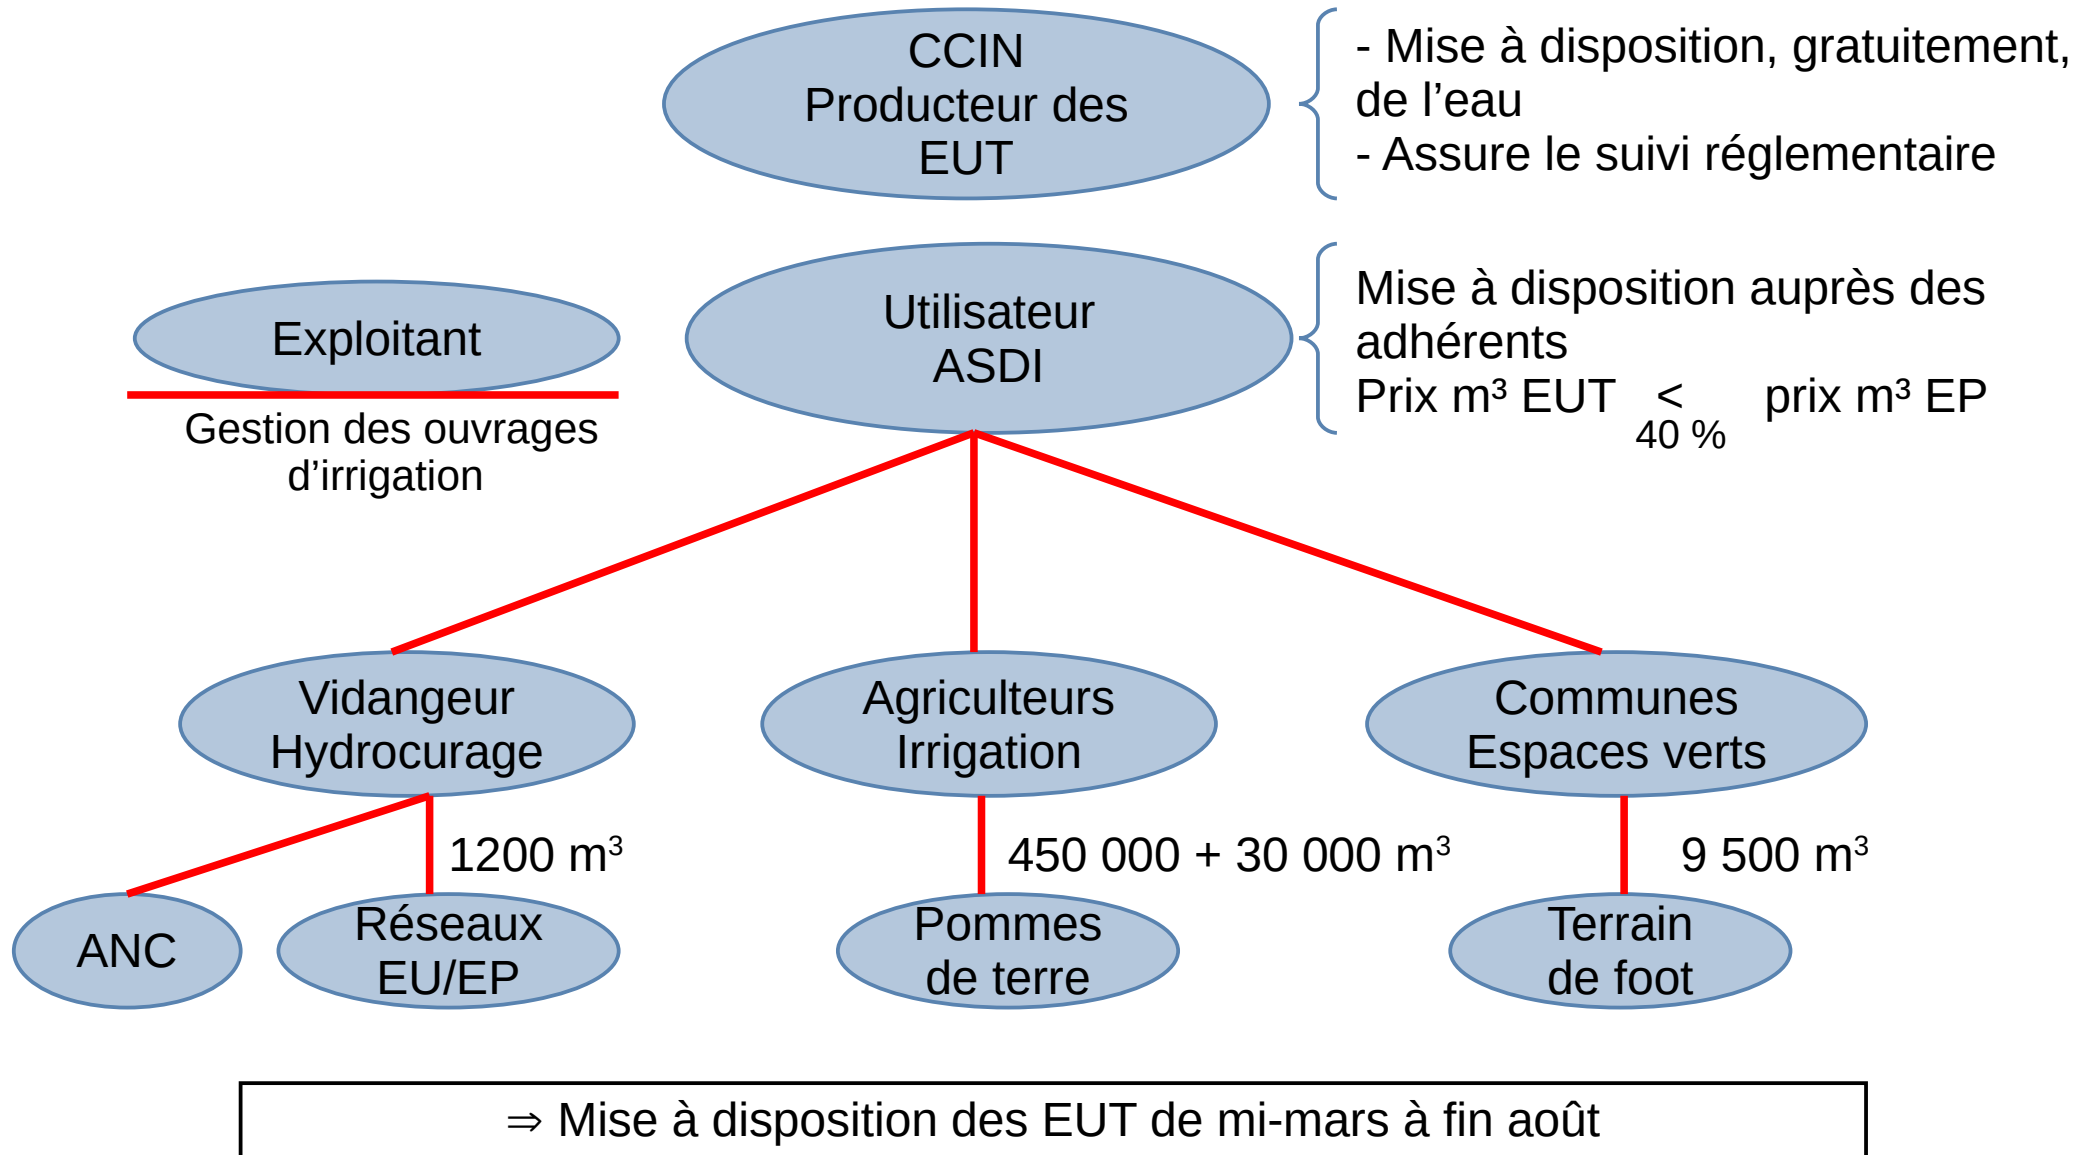 CCIN
Producteur des
EUT
- Mise à disposition, gratuitement,
de l’eau
- Assure le suivi réglementaire
Exploitant
Gestion des ouvrages
d’irrigation
Utilisateur
ASDI
Mise à disposition auprès des
adhérents
Prix m³ EUT < prix m³ EP
40 %
Vidangeur
Hydrocurage
Agriculteurs
Irrigation
Communes
Espaces verts
1200 m³
450 000 + 30 000 m³
9 500 m³
ANC
Réseaux
EU/EP
Pommes
de terre
Terrain
de foot
⇒ Mise à disposition des EUT de mi-mars à fin août